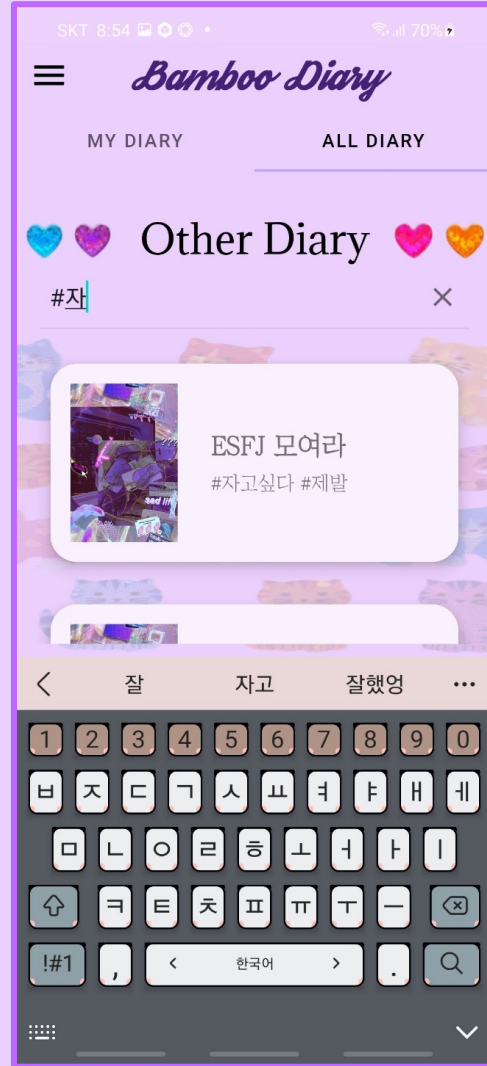 SKT 8:54
70%
Bamboo Diary
MY DIARY ALL DIARY
Other Diary
#자
ESFJ 모여라
#자고싶다 #제발
sad life
잘 자고 잘했엉
1 2 3 4 5 6 7 8 9 0
ㅂ ㅈ ㄷ ㄱ ㅅ ㅛ ㅕ ㅑ ㅐ ㅔ
ㅁ ㄴ ㅇ ㄹ ㅎ ㅗ ㅓ ㅏ ㅣ
ㅋ ㅌ ㅊ ㅍ ㅠ ㅜ ㅡ
!#1 , < 한국어 > .